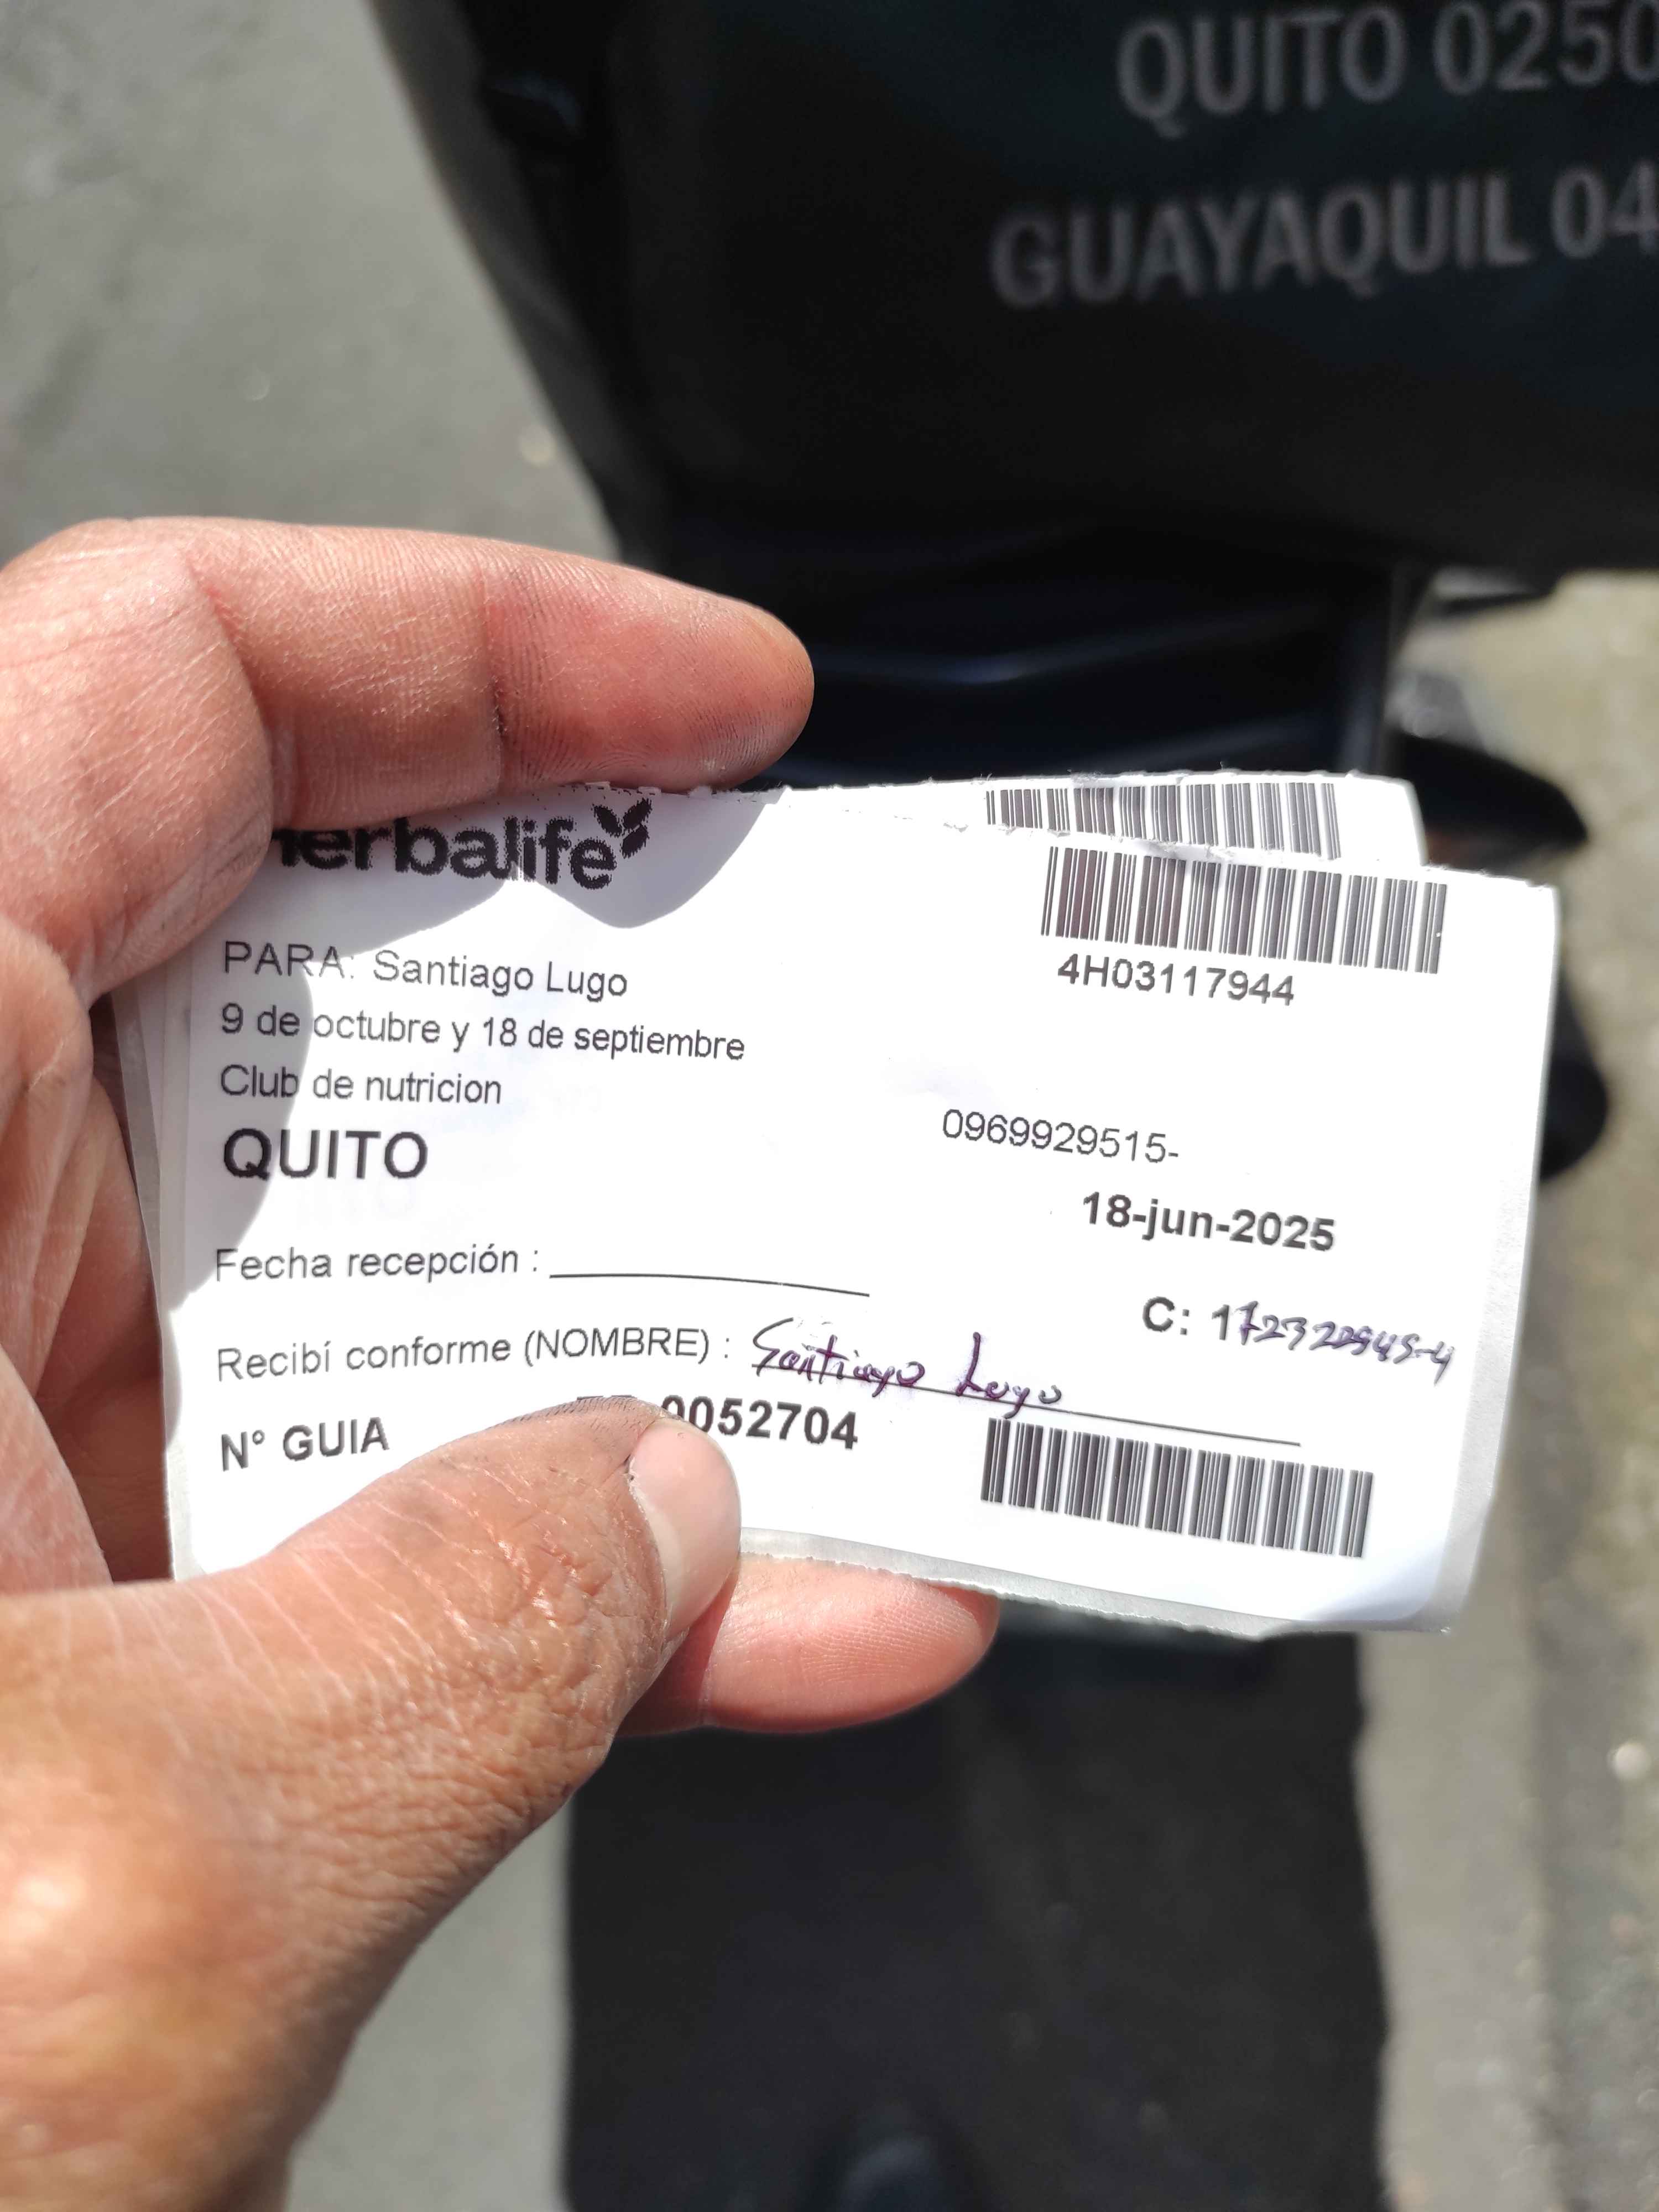 QUITO 0250
GUAYAQUIL 04
herbalife
4H03117944
PARA: Santiago Lugo
9 de octubre y 18 de septiembre
Club de nutricion
QUITO
0969929515-
18-jun-2025
Fecha recepción :
C: 172320545-4
Recibí conforme (NOMBRE) : Santiago Lugo
N° GUIA 0052704